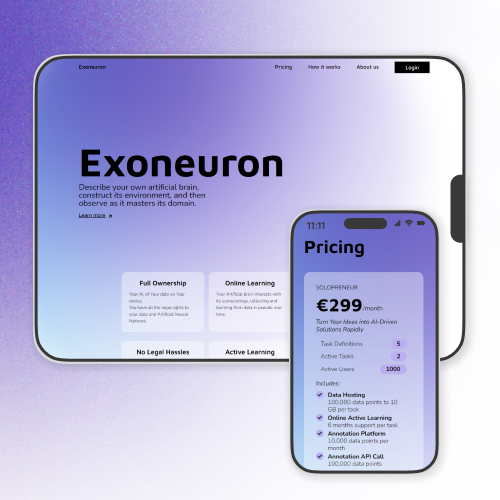 Exoneuron
Pricing
How it works
About us
Login
Exoneuron
Describe your own artificial brain,
construct its environment, and then
observe as it masters its domain.
Learn more
Full Ownership
Your AI, of Your data on Your
device.
You have all the legal rights to
your data and Artificial Neural
Network.
Online Learning
Your Artificial Brain interacts with
its surroundings, collecting and
learning from data in pseudo real-
time.
No Legal Hassles
Active Learning
11:11
Pricing
SOLOPRENEUR
€299/month
Turn Your Ideas into AI-Driven
Solutions Rapidly
Task Definitions 5
Active Tasks 2
Active Users 1000
Includes:
Data Hosting
100,000 data points to 10
GB per task
Online Active Learning
6 months support per task
Annotation Platform
10,000 data points per
month
Annotation API Call
100,000 data points